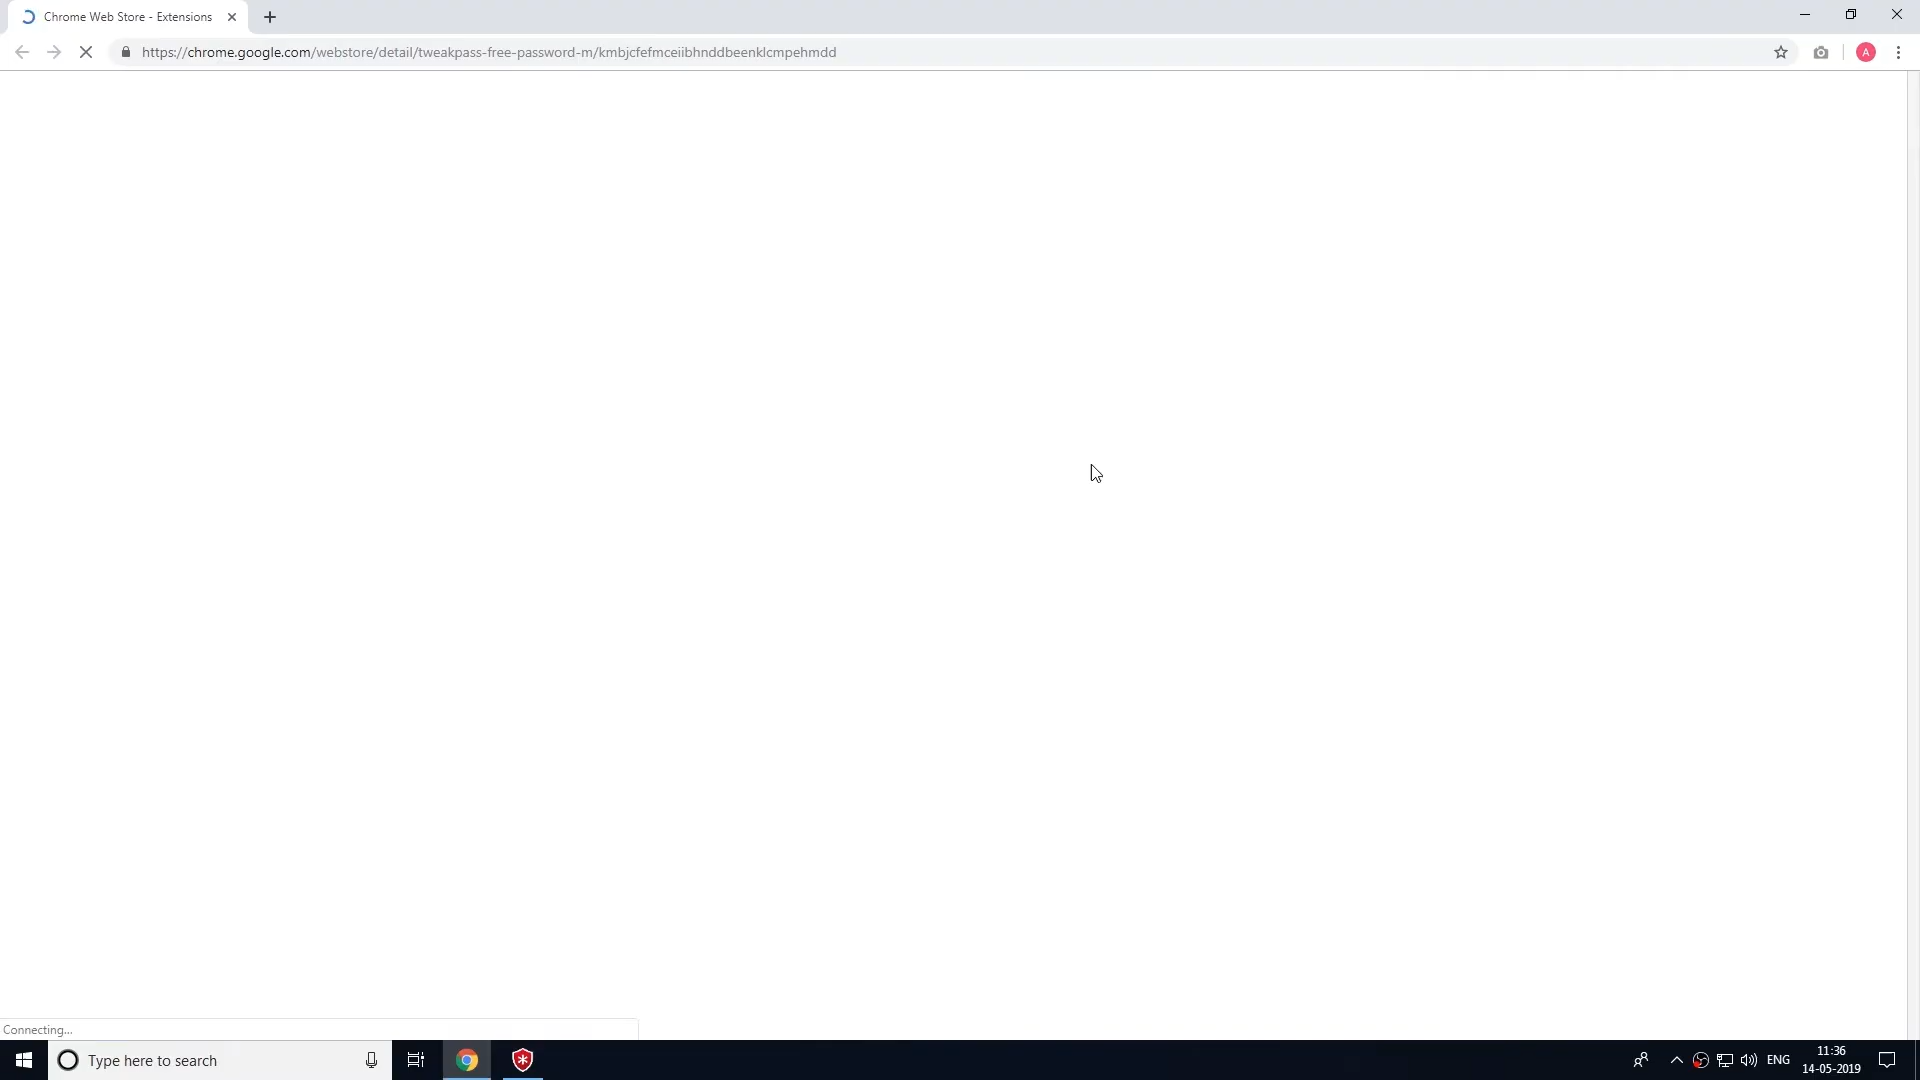 Chrome Web Store - Extensions
https://chrome.google.com/webstore/detail/tweakpass-free-password-m/kmbjcfefmceiibhnddbeenklcmpehmdd
A
Connecting...
Type here to search
ENG
11:36
14-05-2019